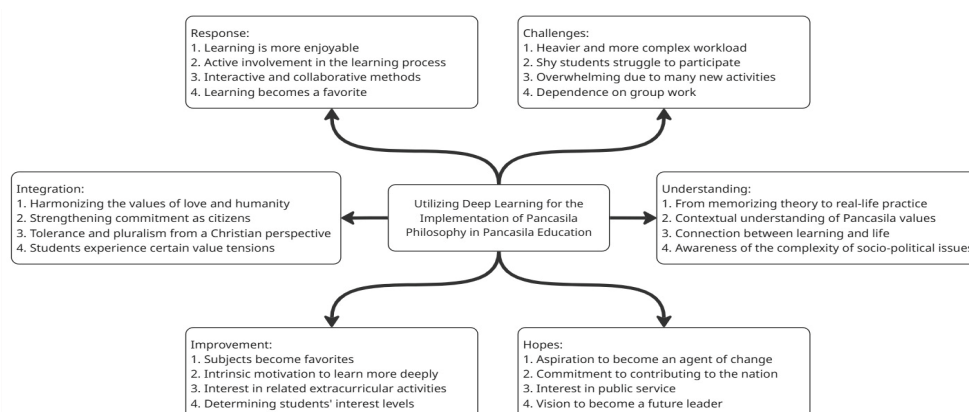 Response:
1. Learning is more enjoyable
2. Active involvement in the learning process
3. Interactive and collaborative methods
4. Learning becomes a favorite
Challenges:
1. Heavier and more complex workload
2. Shy students struggle to participate
3. Overwhelming due to many new activities
4. Dependence on group work
Integration:
1. Harmonizing the values of love and humanity
2. Strengthening commitment as citizens
3. Tolerance and pluralism from a Christian perspective
4. Students experience certain value tensions
Utilizing Deep Learning for the
Implementation of Pancasila
Philosophy in Pancasila Education
Understanding:
1. From memorizing theory to real-life practice
2. Contextual understanding of Pancasila values
3. Connection between learning and life
4. Awareness of the complexity of socio-political issues
Improvement:
1. Subjects become favorites
2. Intrinsic motivation to learn more deeply
3. Interest in related extracurricular activities
4. Determining students' interest levels
Hopes:
1. Aspiration to become an agent of change
2. Commitment to contributing to the nation
3. Interest in public service
4. Vision to become a future leader